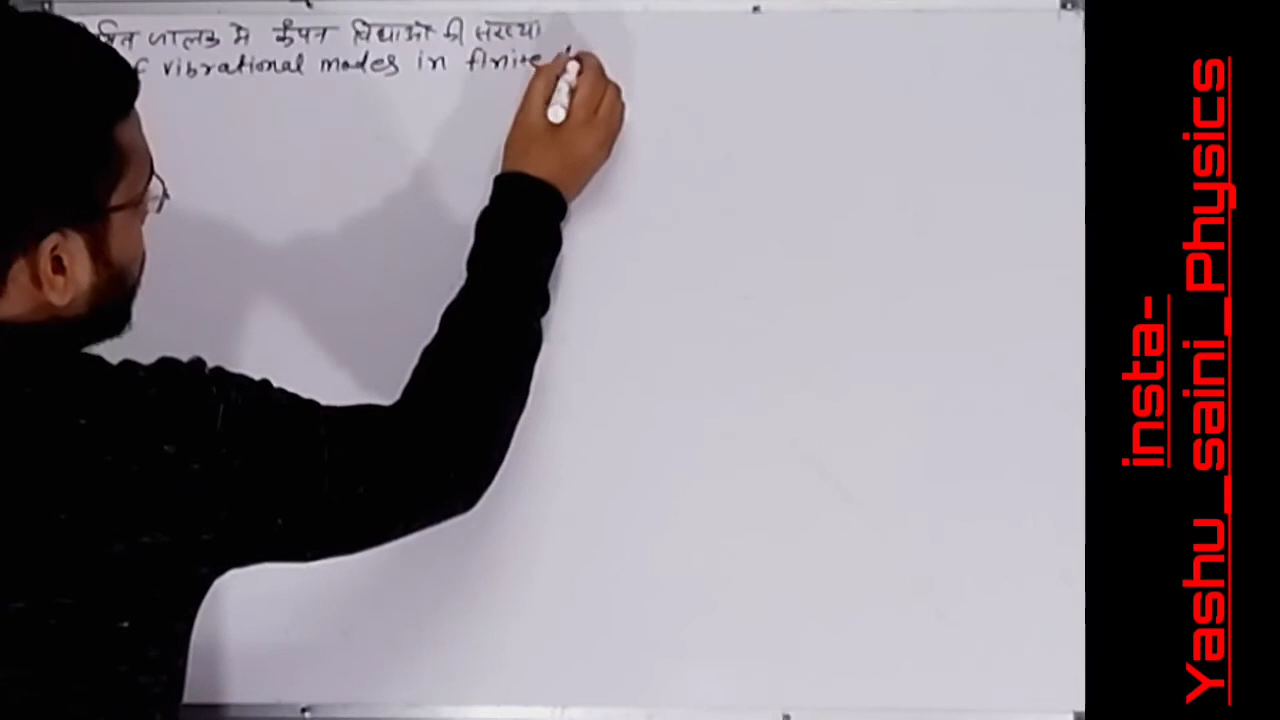 जालक मे कंपन विधाओ की संख्या
vibrational modes in finite
insta-
Yashu_saini_Physics